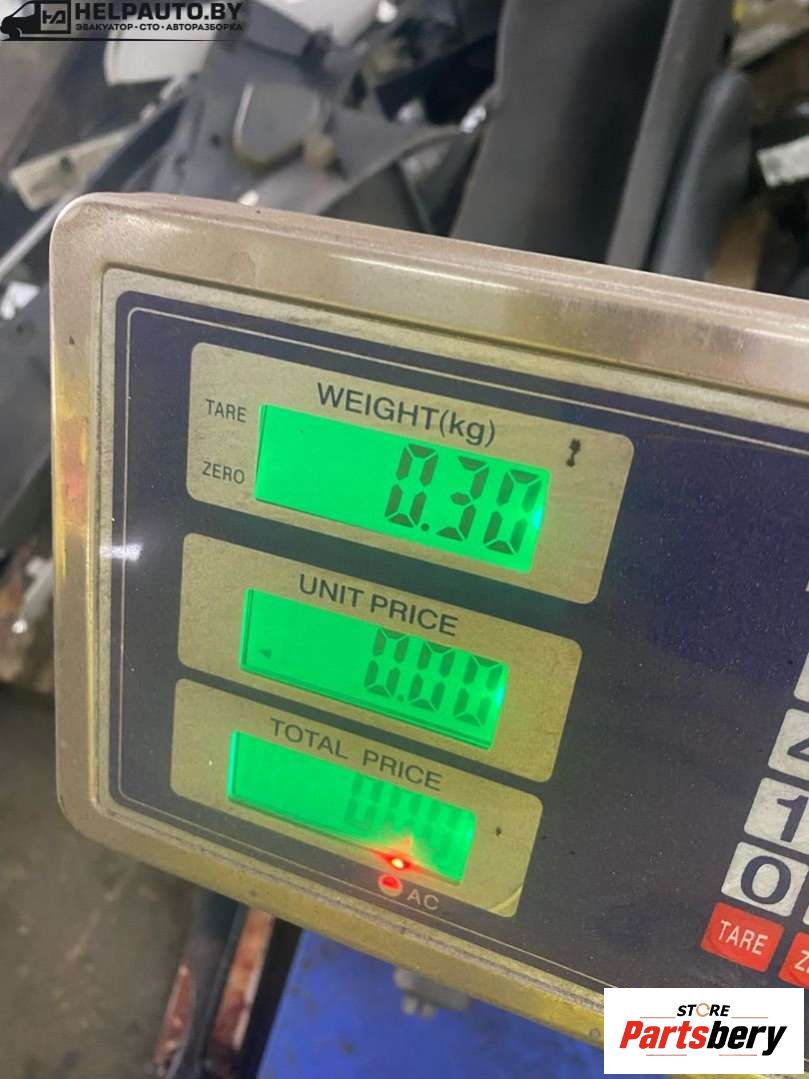 HELPAUTO.BY
ЭВАКУАТОР • СТО • АВТОРАЗБОРКА
WEIGHT(kg)
TARE
ZERO
0.30
UNIT PRICE
0.00
TOTAL PRICE
AC
1
0
TARE
STORE
Partsbery